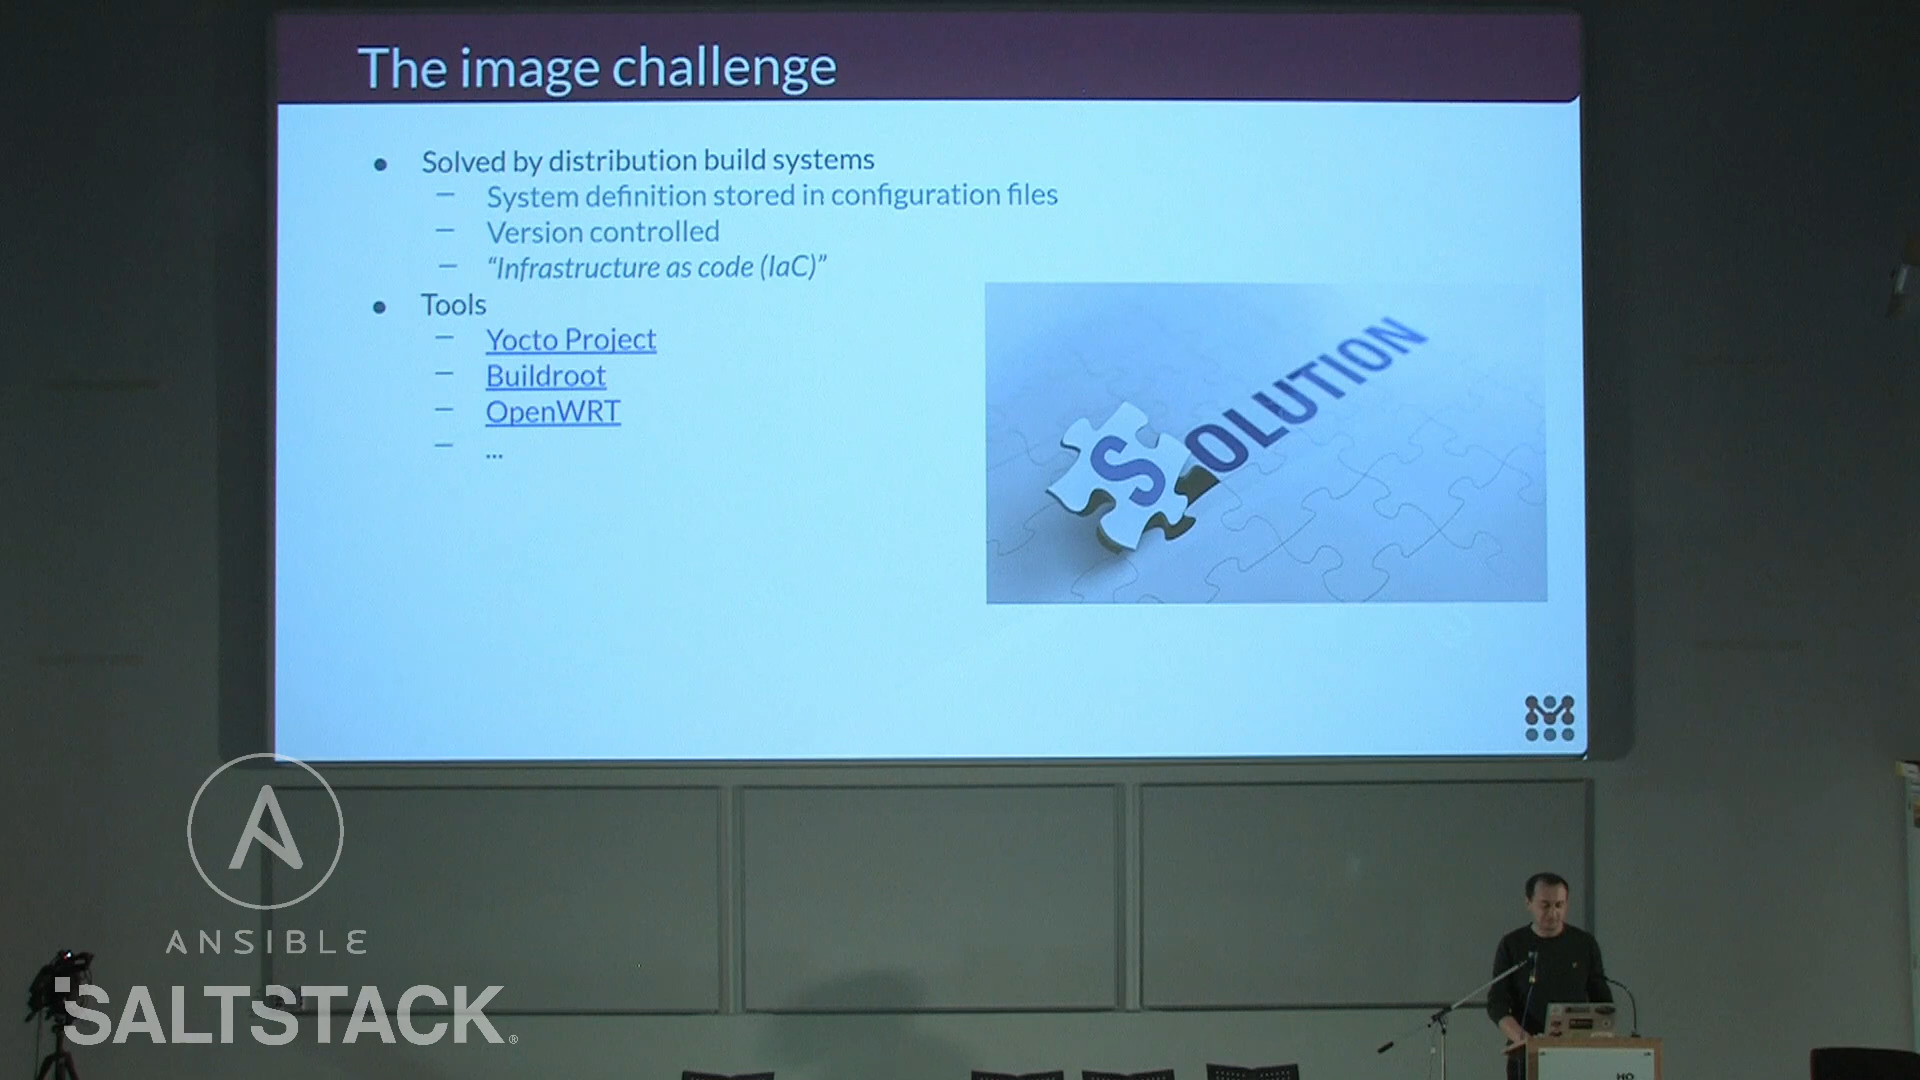 The image challenge
● Solved by distribution build systems
– System definition stored in configuration files
– Version controlled
– “Infrastructure as code (IaC)”
● Tools
– Yocto Project
– Buildroot
– OpenWRT
– ...
SOLUTION
ANSIBLE
SALTSTACK®
HO